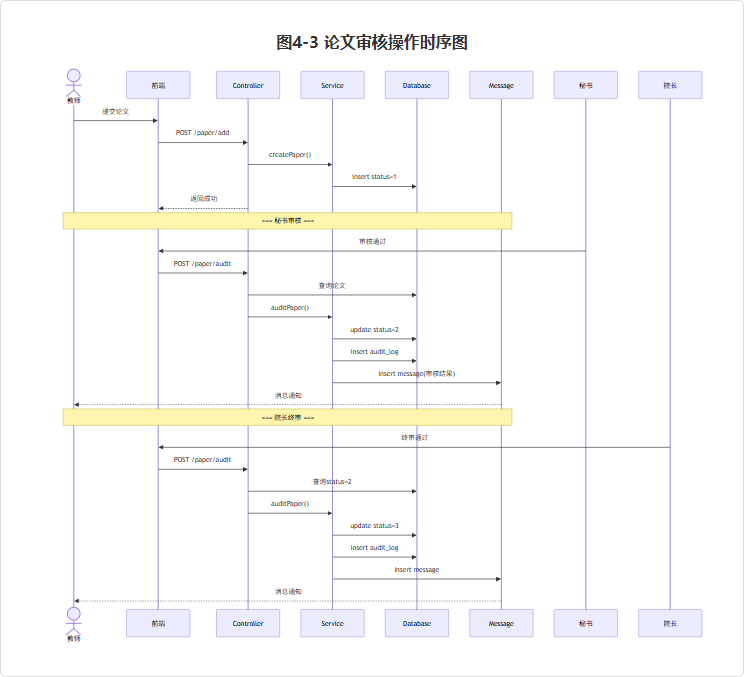 图4-3 论文审核操作时序图
教师 前端 Controller Service Database Message 秘书 院长
提交论文
POST /paper/add
createPaper()
insert status=1
返回成功
=== 秘书审核 ===
审核通过
POST /paper/audit
查询论文
auditPaper()
update status=2
insert audit_log
insert message(审核结果)
消息通知
=== 院长终审 ===
终审通过
POST /paper/audit
查询status=2
auditPaper()
update status=3
insert audit_log
insert message
消息通知
教师 前端 Controller Service Database Message 秘书 院长